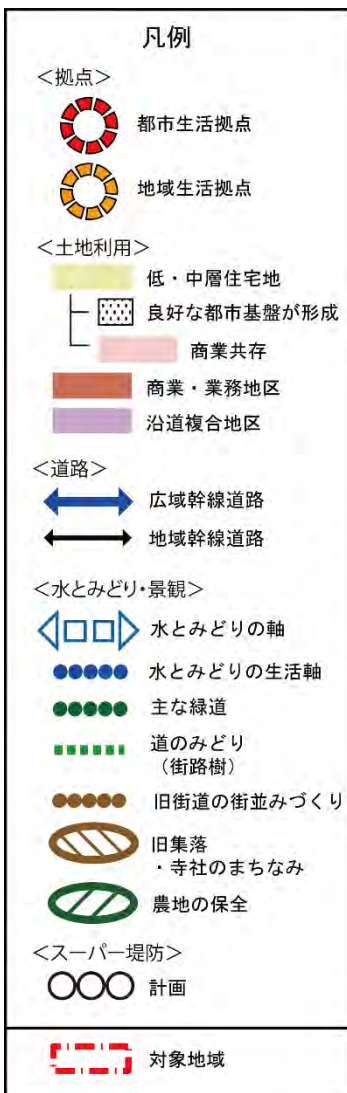 凡例
＜拠点＞
都市生活拠点
地域生活拠点
＜土地利用＞
低・中層住宅地
良好な都市基盤が形成
商業共存
商業・業務地区
沿道複合地区
＜道路＞
広域幹線道路
地域幹線道路
＜水とみどり・景観＞
水とみどりの軸
水とみどりの生活軸
主な緑道
道のみどり
（街路樹）
旧街道の街並みづくり
旧集落
・寺社のまちなみ
農地の保全
＜スーパー堤防＞
計画
対象地域